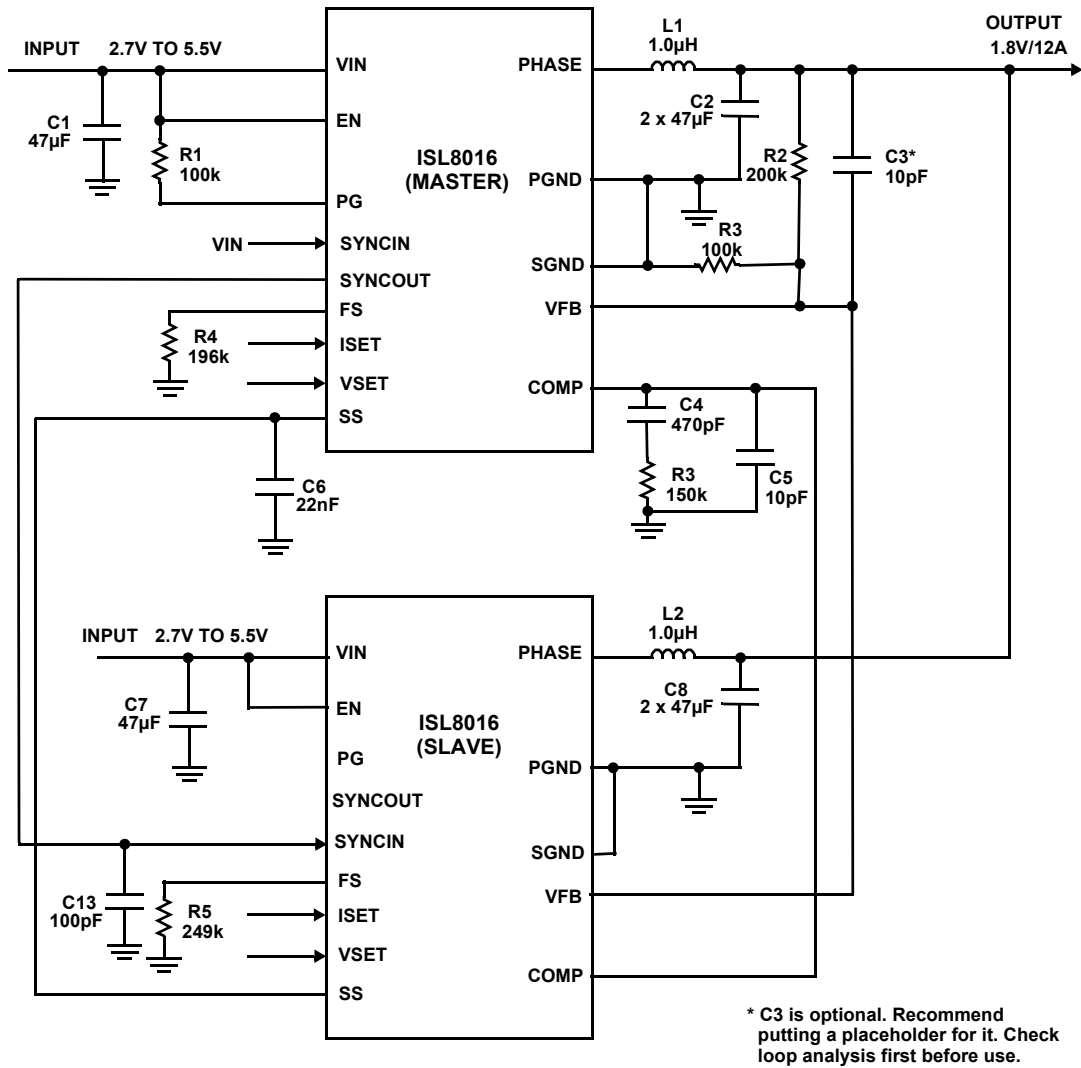 INPUT 2.7V TO 5.5V
C1
47µF
R1
100k
VIN
EN
PG
VIN
SYNCIN
SYNCOUT
FS
R4
196k
ISET
VSET
SS
C6
22nF
ISL8016
(MASTER)
PHASE
PGND
SGND
VFB
COMP
L1
1.0µH
OUTPUT
1.8V/12A
C2
2 x 47µF
R2
200k
C3*
10pF
R3
100k
C4
470pF
R3
150k
C5
10pF
INPUT 2.7V TO 5.5V
C7
47µF
VIN
EN
PG
SYNCOUT
SYNCIN
FS
C13
100pF
R5
249k
ISET
VSET
SS
ISL8016
(SLAVE)
PHASE
PGND
SGND
VFB
COMP
L2
1.0µH
C8
2 x 47µF
* C3 is optional. Recommend
putting a placeholder for it. Check
loop analysis first before use.